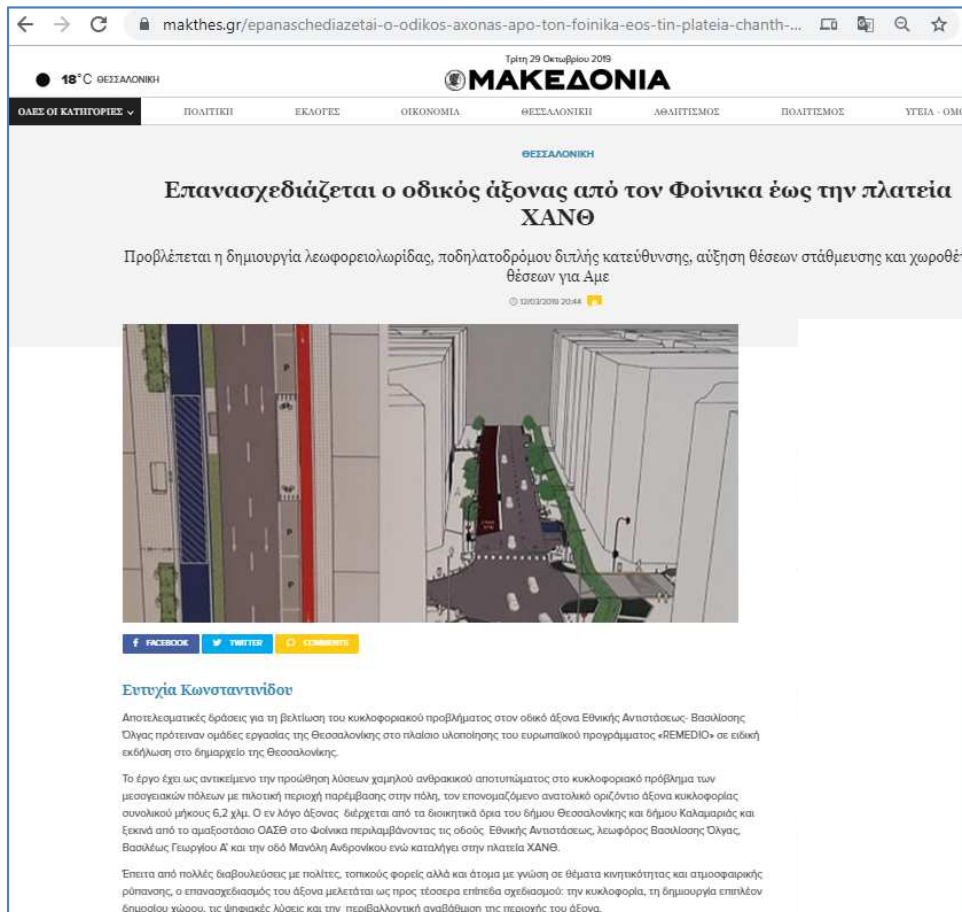 makthes.gr/epanaschediazetai-o-odikos-axonas-apo-ton-foinika-eos-tin-plateia-chanth-...
Τρίτη 29 Οκτωβρίου 2019
18°C ΘΕΣΣΑΛΟΝΙΚΗ
ΜΑΚΕΔΟΝΙΑ
ΟΛΕΣ ΟΙ ΚΑΤΗΓΟΡΙΕΣ ΠΟΛΙΤΙΚΗ ΕΚΛΟΓΕΣ ΟΙΚΟΝΟΜΙΑ ΘΕΣΣΑΛΟΝΙΚΗ ΑΘΛΗΤΙΣΜΟΣ ΠΟΛΙΤΙΣΜΟΣ ΥΓΕΙΑ - ΟΜΟ
ΘΕΣΣΑΛΟΝΙΚΗ
Επανασχεδιάζεται ο οδικός άξονας από τον Φοίνικα έως την πλατεία
ΧΑΝΘ
Προβλέπεται η δημιουργία λεωφορειολωρίδας, ποδηλατοδρόμου διπλής κατεύθυνσης, αύξηση θέσεων στάθμευσης και χωροθέ
θέσεων για Αμε
12/03/2019 20:44
P
P
P
FACEBOOK TWITTER COMMENTS
Ευτυχία Κωνσταντινίδου
Αποτελεσματικές δράσεις για τη βελτίωση του κυκλοφοριακού προβλήματος στον οδικό άξονα Εθνικής Αντιστάσεως- Βασιλίσσης
Όλγας πρότειναν ομάδες εργασίας της Θεσσαλονίκης στο πλαίσιο υλοποίησης του ευρωπαϊκού προγράμματος «REMEDIO» σε ειδική
εκδήλωση στο δημαρχείο της Θεσσαλονίκης.
Το έργο έχει ως αντικείμενο την προώθηση λύσεων χαμηλού ανθρακικού αποτυπώματος στο κυκλοφοριακό πρόβλημα των
μεσογειακών πόλεων με πιλοτική περιοχή παρέμβασης στην πόλη, τον επονομαζόμενο ανατολικό οριζόντιο άξονα κυκλοφορίας
συνολικού μήκους 6,2 χλμ. Ο εν λόγο άξονας διέρχεται από τα διοικητικά όρια του δήμου Θεσσαλονίκης και δήμου Καλαμαριάς και
ξεκινά από το αμαξοστάσιο ΟΑΣΘ στο Φοίνικα περιλαμβάνοντας τις οδούς Εθνικής Αντιστάσεως, λεωφόρος Βασιλίσσης Όλγας,
Βασιλέως Γεωργίου Α' και την οδό Μανόλη Ανδρονίκου ενώ καταλήγει στην πλατεία ΧΑΝΘ.
Έπειτα από πολλές διαβουλεύσεις με πολίτες, τοπικούς φορείς αλλά και άτομα με γνώση σε θέματα κινητικότητας και ατμοσφαιρικής
ρύπανσης, ο επανασχεδιασμός του άξονα μελετάται ως προς τέσσερα επίπεδα σχεδιασμού: την κυκλοφορία, τη δημιουργία επιπλέον
δημοσίου χώρου, τις ψηφιακές λύσεις και την περιβαλλοντική αναβάθμιση της περιοχής του άξονα.